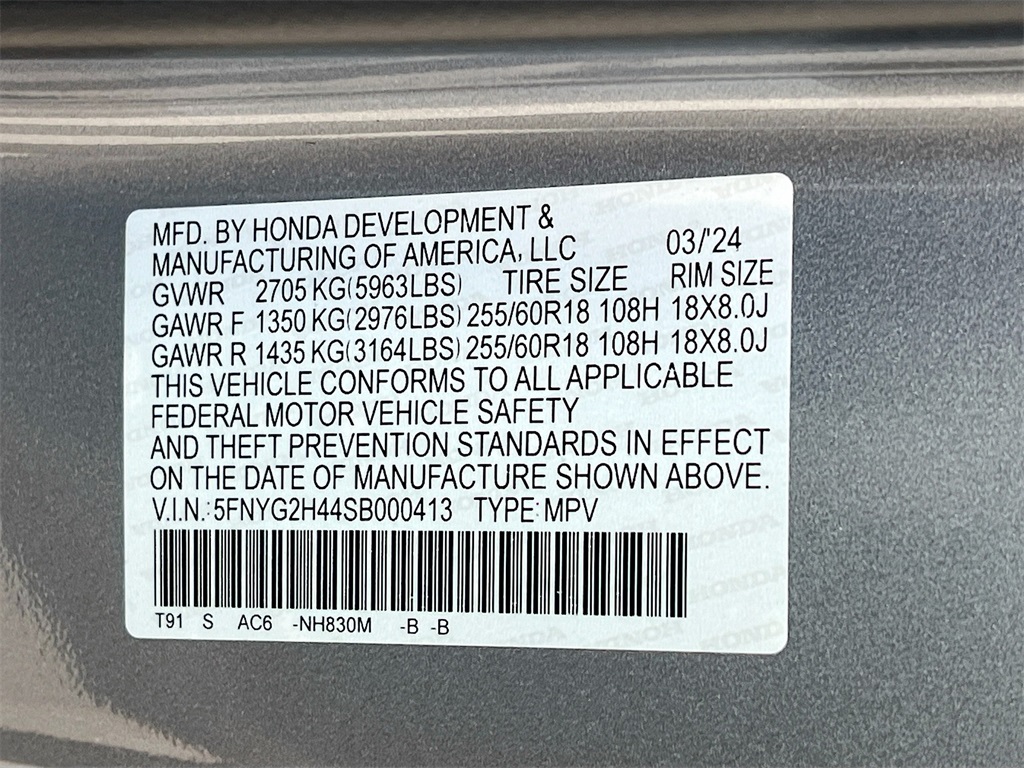 MFD. BY HONDA DEVELOPMENT &
MANUFACTURING OF AMERICA, LLC 03/'24
GVWR 2705 KG(5963LBS) TIRE SIZE RIM SIZE
GAWR F 1350 KG(2976LBS) 255/60R18 108H 18X8.0J
GAWR R 1435 KG(3164LBS) 255/60R18 108H 18X8.0J
THIS VEHICLE CONFORMS TO ALL APPLICABLE
FEDERAL MOTOR VEHICLE SAFETY
AND THEFT PREVENTION STANDARDS IN EFFECT
ON THE DATE OF MANUFACTURE SHOWN ABOVE.
V.I.N.:5FNYG2H44SB000413 TYPE:MPV
T91 S AC6 -NH830M -B -B